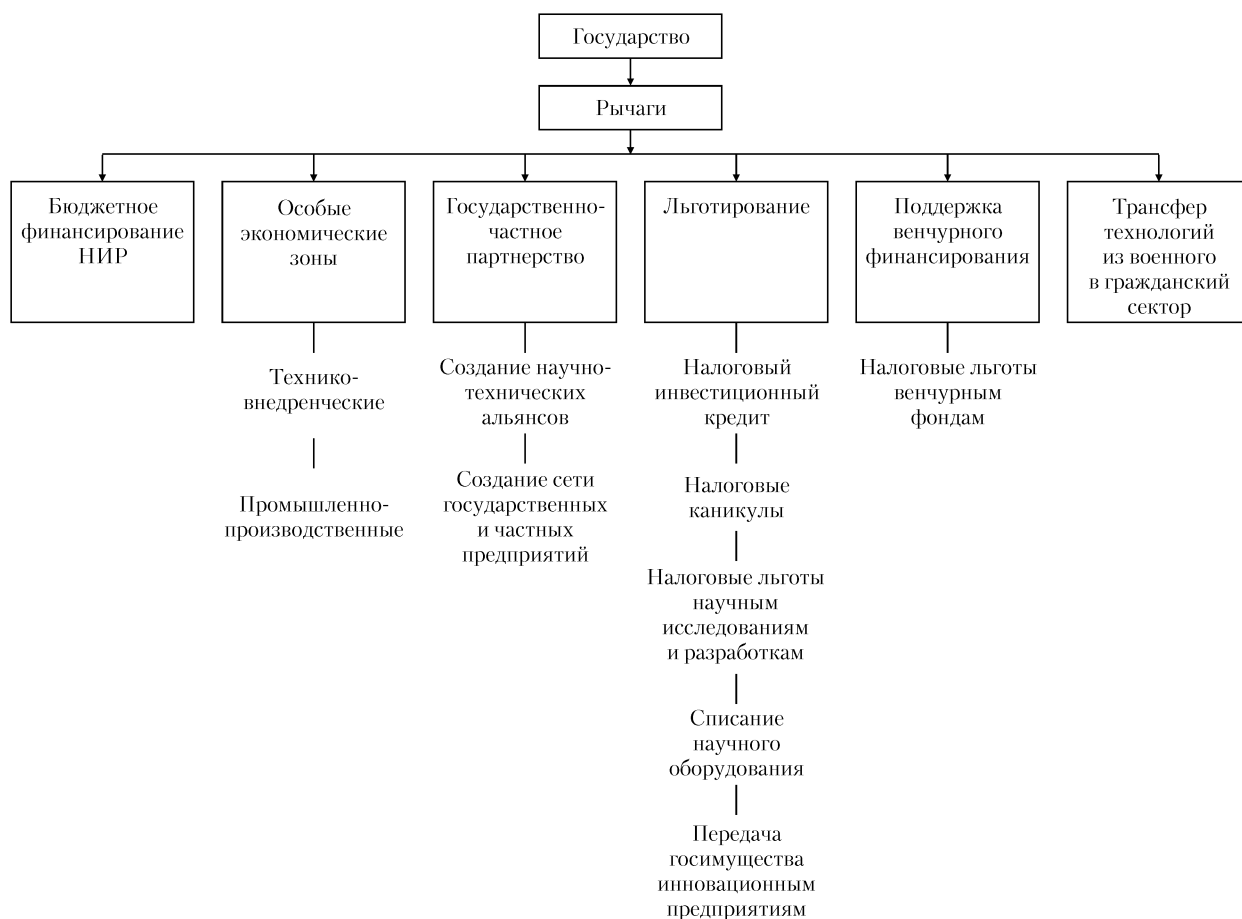 Государство
Рычаги
Бюджетное
финансирование
НИР
Особые
экономические
зоны
Государственно-
частное
партнерство
Льготирование
Поддержка
венчурного
финансирования
Трансфер
технологий
из военного
в гражданский
сектор
Технико-
внедренческие
Промышленно-
производственные
Создание научно-
технических
альянсов
Создание сети
государственных
и частных
предприятий
Налоговый
инвестиционный
кредит
Налоговые
каникулы
Налоговые льготы
научным
исследованиям
и разработкам
Списание
научного
оборудования
Передача
госимущества
инновационным
предприятиям
Налоговые льготы
венчурным
фондам